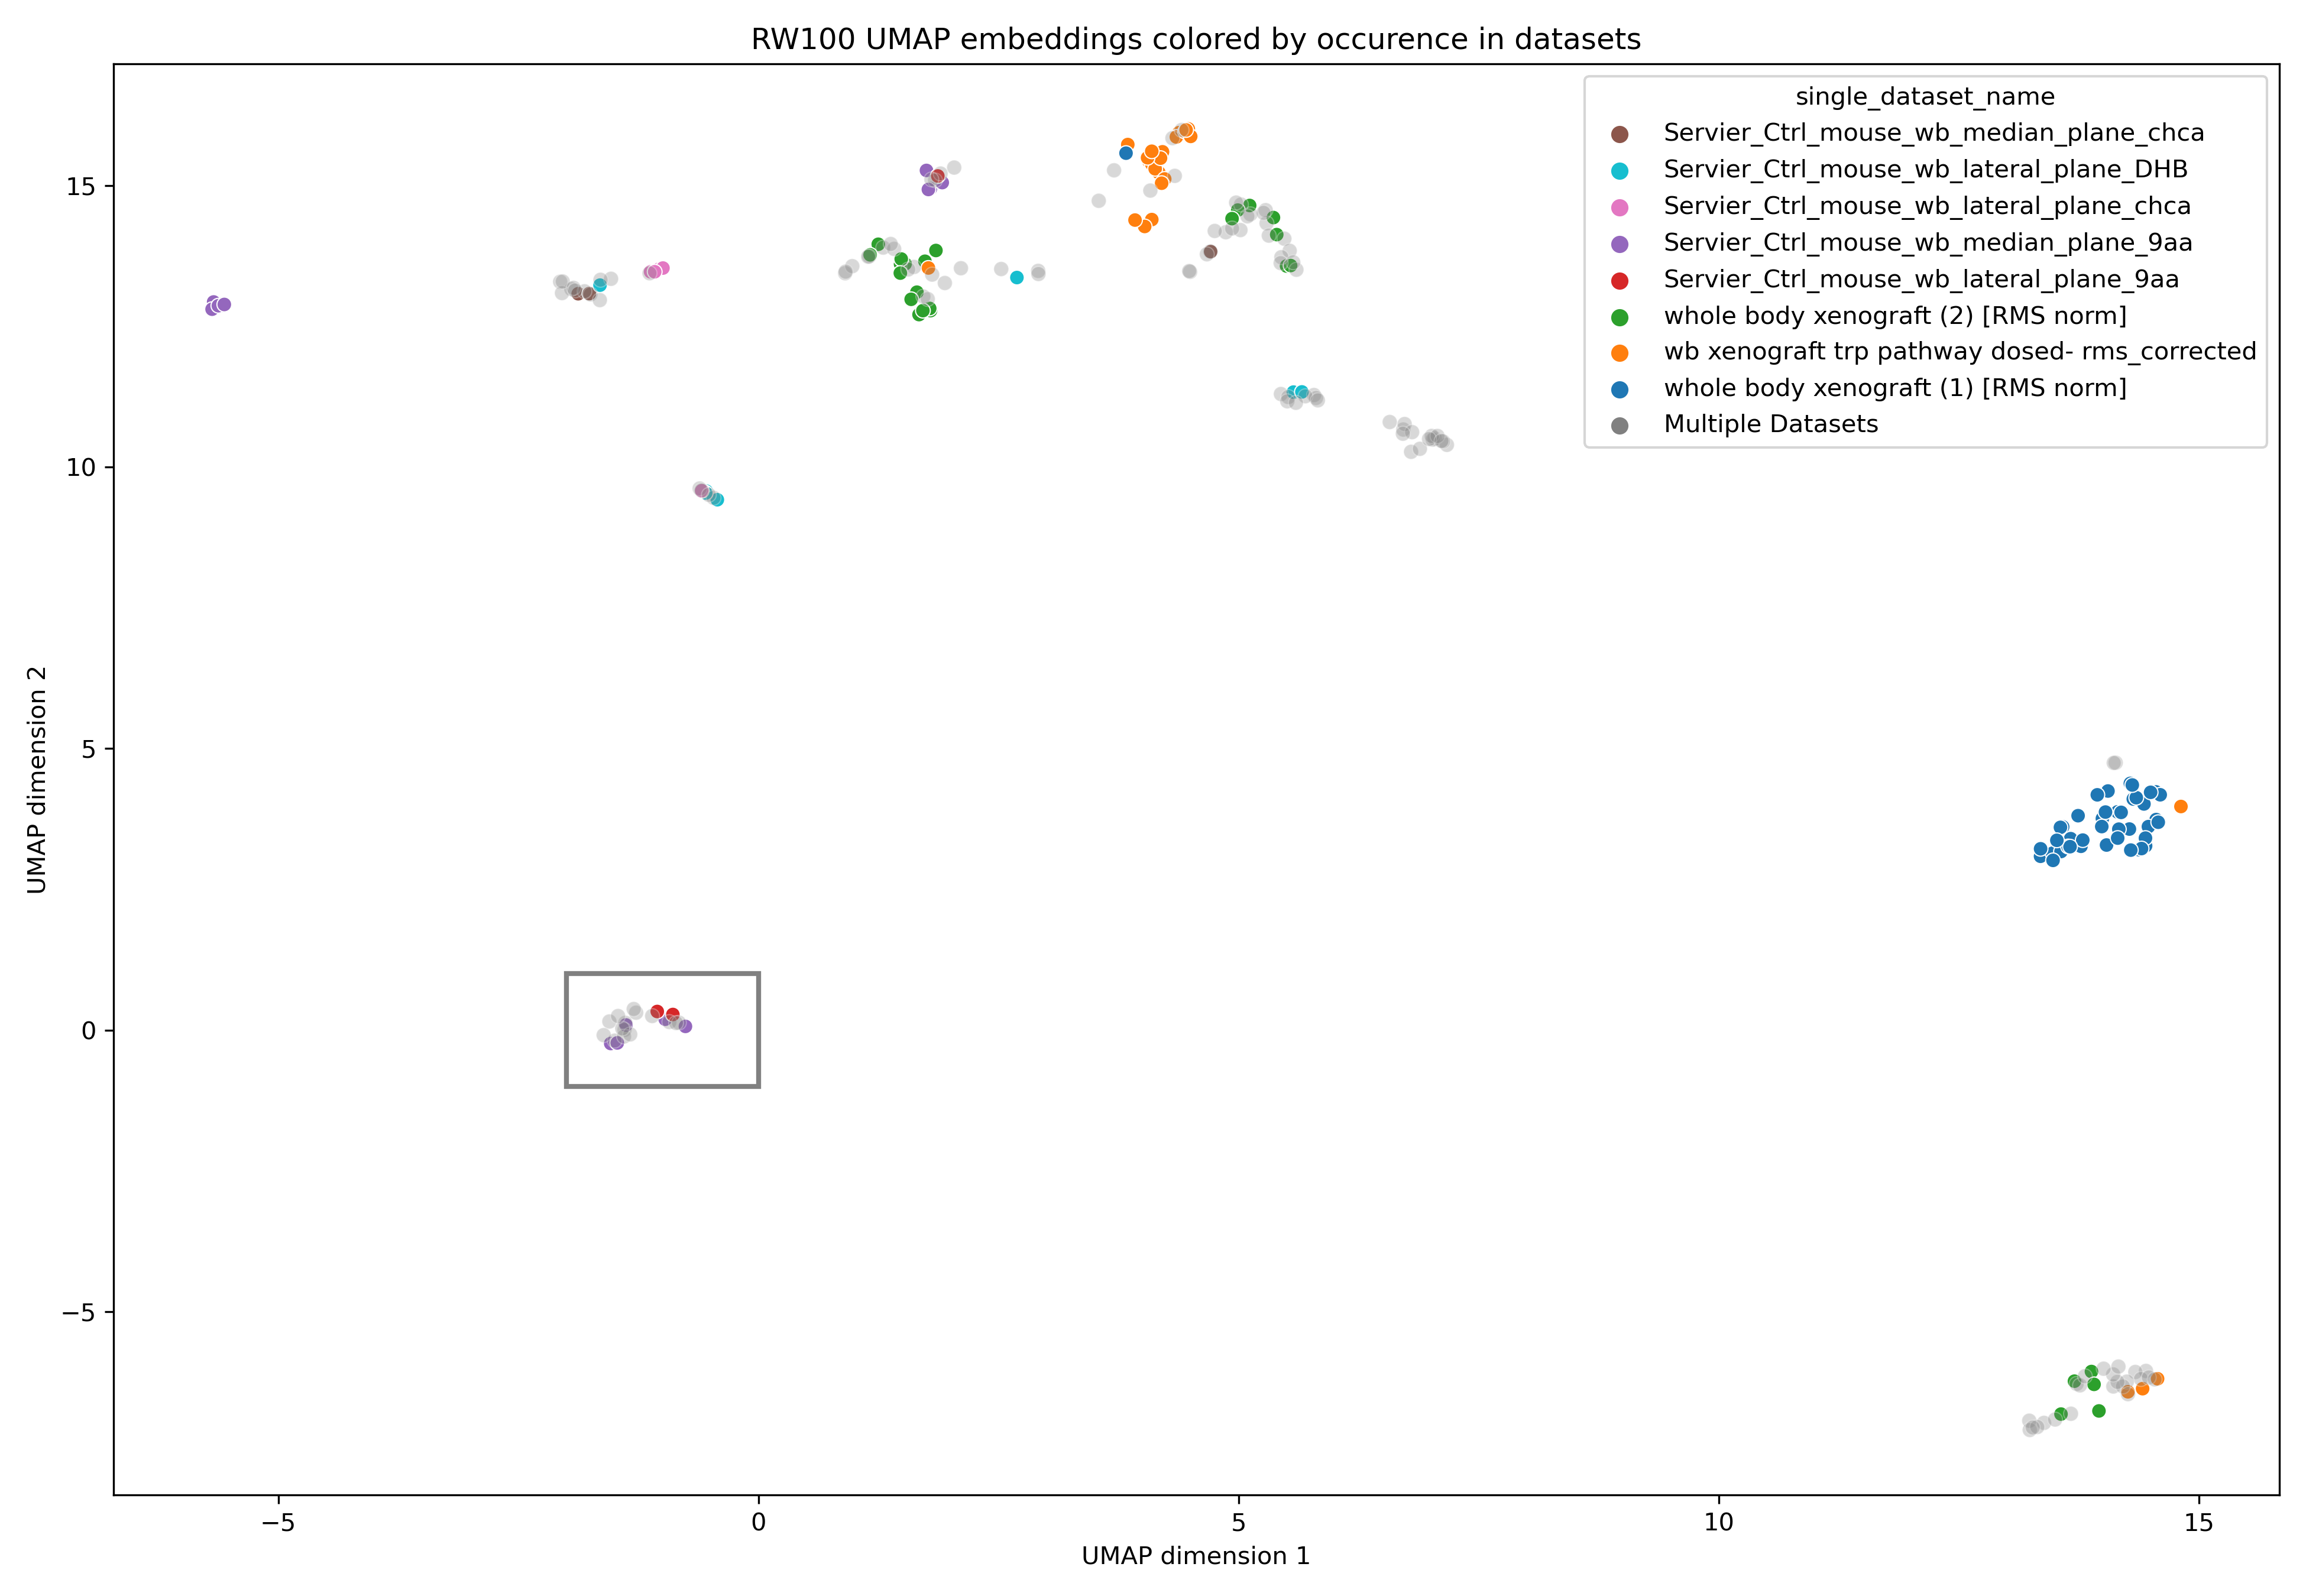 RW100 UMAP embeddings colored by occurence in datasets
single_dataset_name
Servier_Ctrl_mouse_wb_median_plane_chca
Servier_Ctrl_mouse_wb_lateral_plane_DHB
Servier_Ctrl_mouse_wb_lateral_plane_chca
Servier_Ctrl_mouse_wb_median_plane_9aa
Servier_Ctrl_mouse_wb_lateral_plane_9aa
whole body xenograft (2) [RMS norm]
wb xenograft trp pathway dosed- rms_corrected
whole body xenograft (1) [RMS norm]
Multiple Datasets
15
10
5
0
−5
UMAP dimension 2
−5 0 5 10 15
UMAP dimension 1